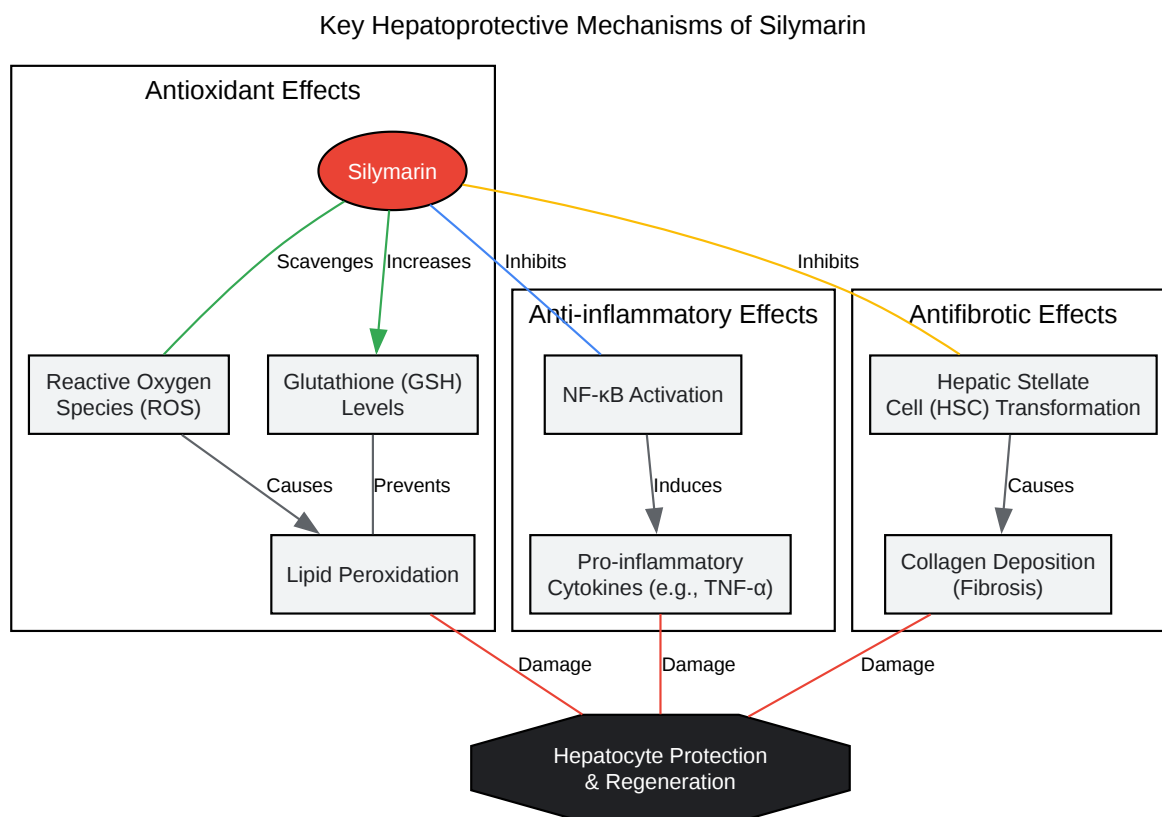 Key Hepatoprotective Mechanisms of Silymarin
Antioxidant Effects
Silymarin
Scavenges
Increases
Inhibits
Inhibits
Anti-inflammatory Effects
Antifibrotic Effects
Reactive Oxygen
Species (ROS)
Glutathione (GSH)
Levels
NF-κB Activation
Hepatic Stellate
Cell (HSC) Transformation
Causes
Prevents
Induces
Causes
Lipid Peroxidation
Pro-inflammatory
Cytokines (e.g., TNF-α)
Collagen Deposition
(Fibrosis)
Damage
Damage
Damage
Hepatocyte Protection
& Regeneration